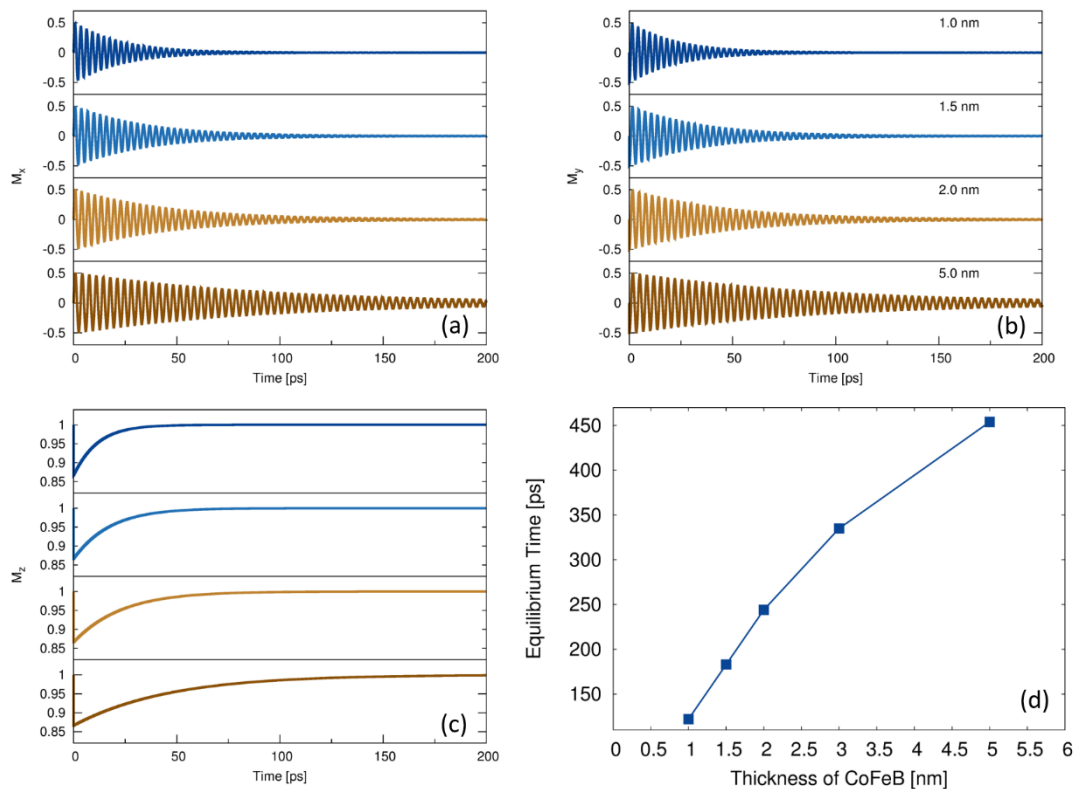 0.5
0
-0.5
0.5
0
-0.5
0.5
0
-0.5
0.5
0
-0.5
M_x
0 50 100 150 200
Time [ps]
(a)
0.5
0
-0.5
0.5
0
-0.5
0.5
0
-0.5
0.5
0
-0.5
M_y
1.0 nm
1.5 nm
2.0 nm
5.0 nm
0 50 100 150 200
Time [ps]
(b)
1
0.95
0.9
0.85
1
0.95
0.9
0.85
1
0.95
0.9
0.85
1
0.95
0.9
0.85
M_z
0 50 100 150 200
Time [ps]
(c)
450
400
350
300
250
200
150
Equilibrium Time [ps]
0 0.5 1 1.5 2 2.5 3 3.5 4 4.5 5 5.5 6
Thickness of CoFeB [nm]
(d)